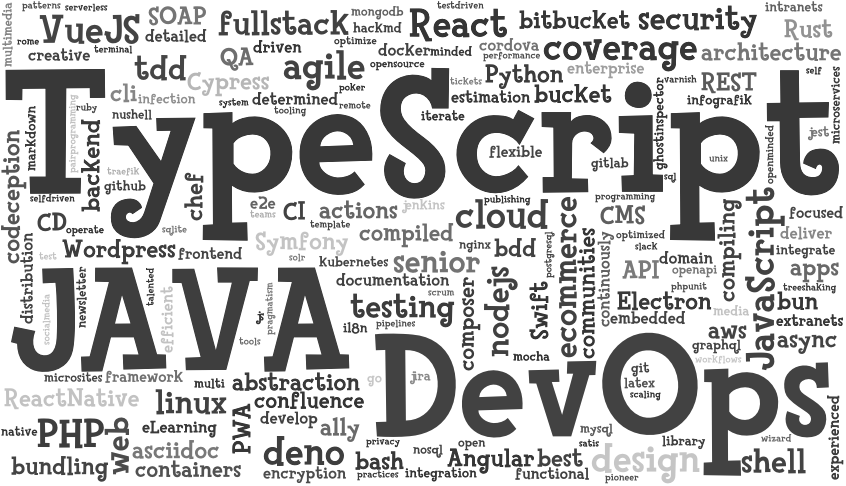 patterns
serverless
multimedia
rome
VueJS
SOAP
detailed
creative
terminal
fullstack
mongodb
hackmd
testdriven
React
bitbucket
security
intranets
Rust
QA
driven
optimize
docker
minded
cordova
performance
coverage
architecture
tdd
Cypress
agile
opensource
Python
enterprise
tickets
varnish
REST
self
cli
infection
system
determined
poker
remote
tooling
estimation
bucket
infografik
microservices
ruby
nushell
iterate
TypeScript
markdown
pairprogramming
backend
codeception
traefik
github
selfdriven
chef
flexible
gitlab
ghostinspector
sql
unix
openminded
jest
CD
operate
sqlite
e2e
teams
CI
actions
template
jenkins
publishing
cloud
programming
CMS
focused
deliver
integrate
Wordpress
frontend
Symfony
solr
compiled
kubernetes
senior
nginx
bdd
postgresql
ecommerce
communities
continuously
optimized
slack
domain
API
openapi
phpunit
compiling
JavaScript
apps
treeshaking
distribution
test
socialmedia
newsletter
talented
efficient
JAVA
tools
pragmatism
documentation
scrum
testing
i18n
pipelines
composer
nodejs
Swift
mocha
Electron
embedded
media
bun
extranets
aws
graphql
async
workflows
DevOps
microsites
framework
multi
abstraction
go
jira
git
latex
scaling
ReactNative
linux
PWA
confluence
develop
ally
native
PHP
web
eLearning
asciidoc
containers
bundling
deno
encryption
privacy
bash
practices
nosql
integration
open
Angular
best
functional
mysql
satis
design
pioneer
library
wizard
shell
experienced